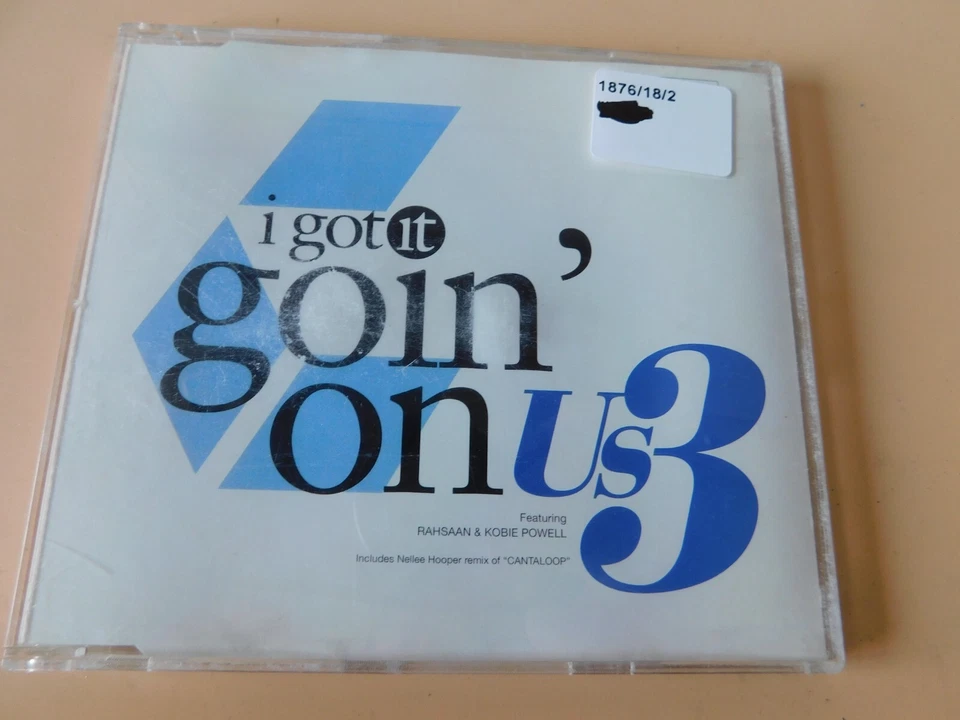 1876/18/2
i got it
goin'
on
Us3
Featuring
RAHSAAN & KOBIE POWELL
Includes Nellee Hooper remix of "CANTALOOP"